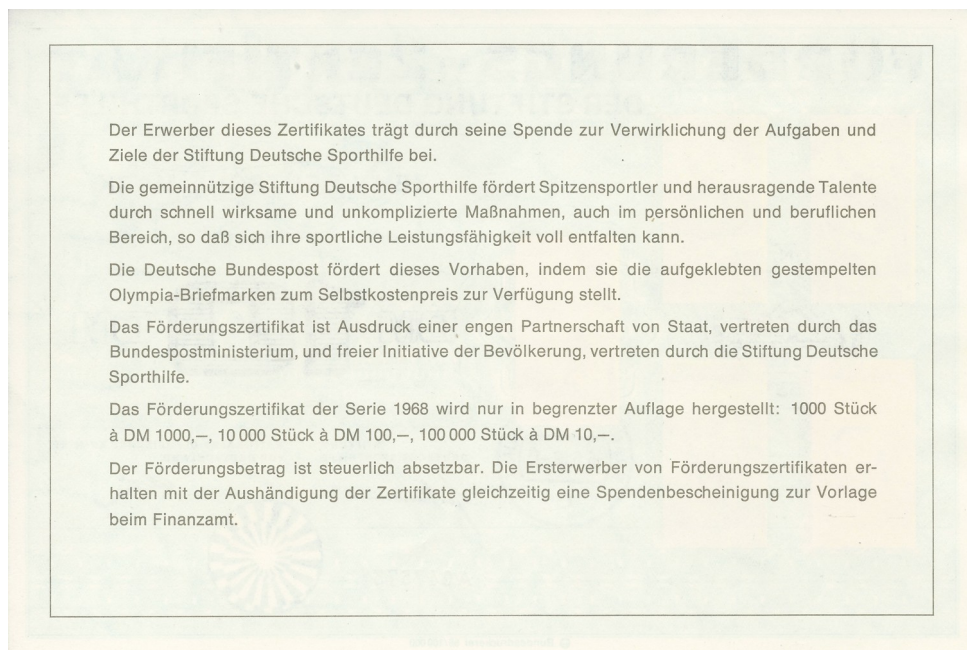 Der Erwerber dieses Zertifikates trägt durch seine Spende zur Verwirklichung der Aufgaben und
Ziele der Stiftung Deutsche Sporthilfe bei.
Die gemeinnützige Stiftung Deutsche Sporthilfe fördert Spitzensportler und herausragende Talente
durch schnell wirksame und unkomplizierte Maßnahmen, auch im persönlichen und beruflichen
Bereich, so daß sich ihre sportliche Leistungsfähigkeit voll entfalten kann.
Die Deutsche Bundespost fördert dieses Vorhaben, indem sie die aufgeklebten gestempelten
Olympia-Briefmarken zum Selbstkostenpreis zur Verfügung stellt.
Das Förderungszertifikat ist Ausdruck einer engen Partnerschaft von Staat, vertreten durch das
Bundespostministerium, und freier Initiative der Bevölkerung, vertreten durch die Stiftung Deutsche
Sporthilfe.
Das Förderungszertifikat der Serie 1968 wird nur in begrenzter Auflage hergestellt: 1000 Stück
à DM 1000,—, 10 000 Stück à DM 100,—, 100 000 Stück à DM 10,—.
Der Förderungsbetrag ist steuerlich absetzbar. Die Ersterwerber von Förderungszertifikaten er-
halten mit der Aushändigung der Zertifikate gleichzeitig eine Spendenbescheinigung zur Vorlage
beim Finanzamt.